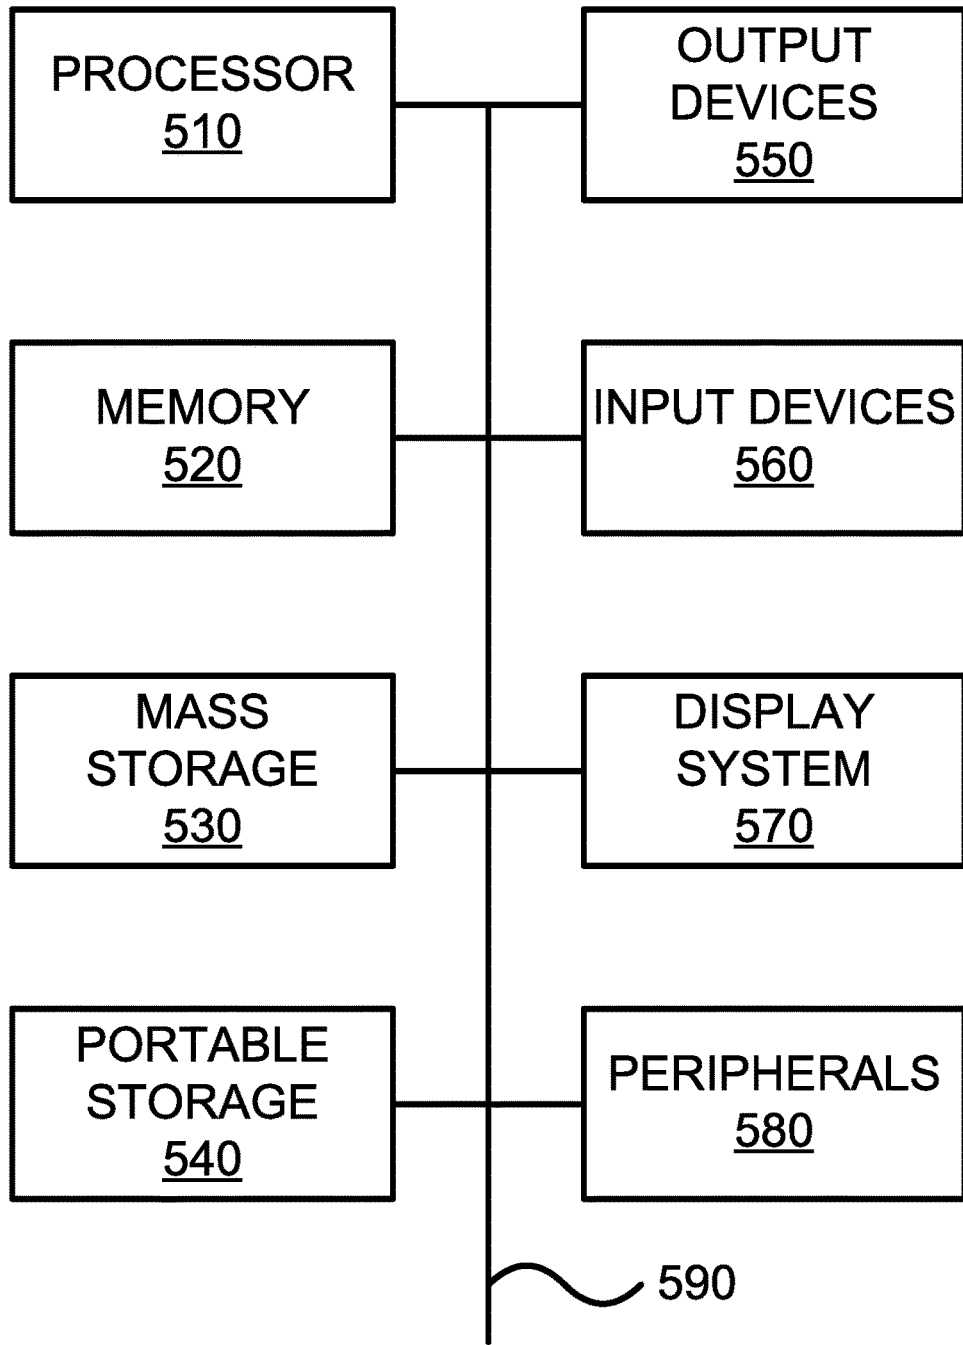 PROCESSOR
510
OUTPUT
DEVICES
550
MEMORY
520
INPUT DEVICES
560
MASS
STORAGE
530
DISPLAY
SYSTEM
570
PORTABLE
STORAGE
540
PERIPHERALS
580
590